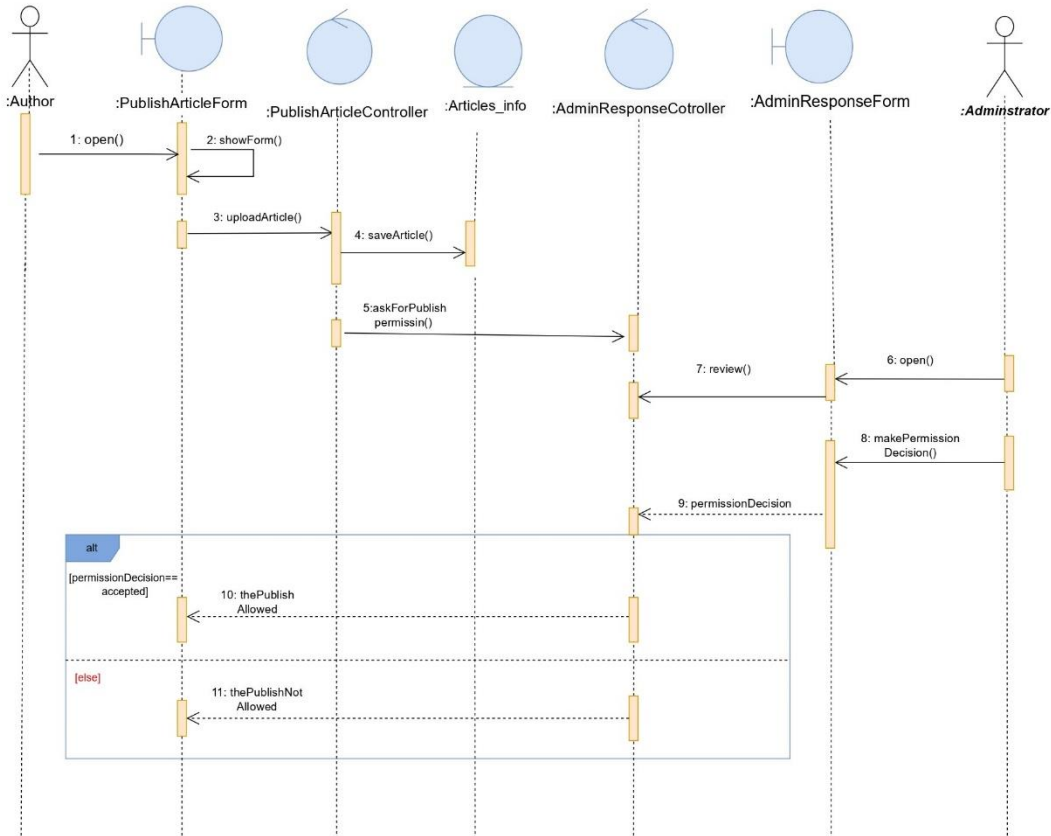 :Author
:PublishArticleForm
:PublishArticleController
:Articles_info
:AdminResponseCotroller
:AdminResponseForm
:Adminstrator
1: open()
2: showForm()
3: uploadArticle()
4: saveArticle()
5:askForPublish
permissin()
6: open()
7: review()
8: makePermission
Decision()
9: permissionDecision
alt
[permissionDecision==
accepted]
10: thePublish
Allowed
[else]
11: thePublishNot
Allowed